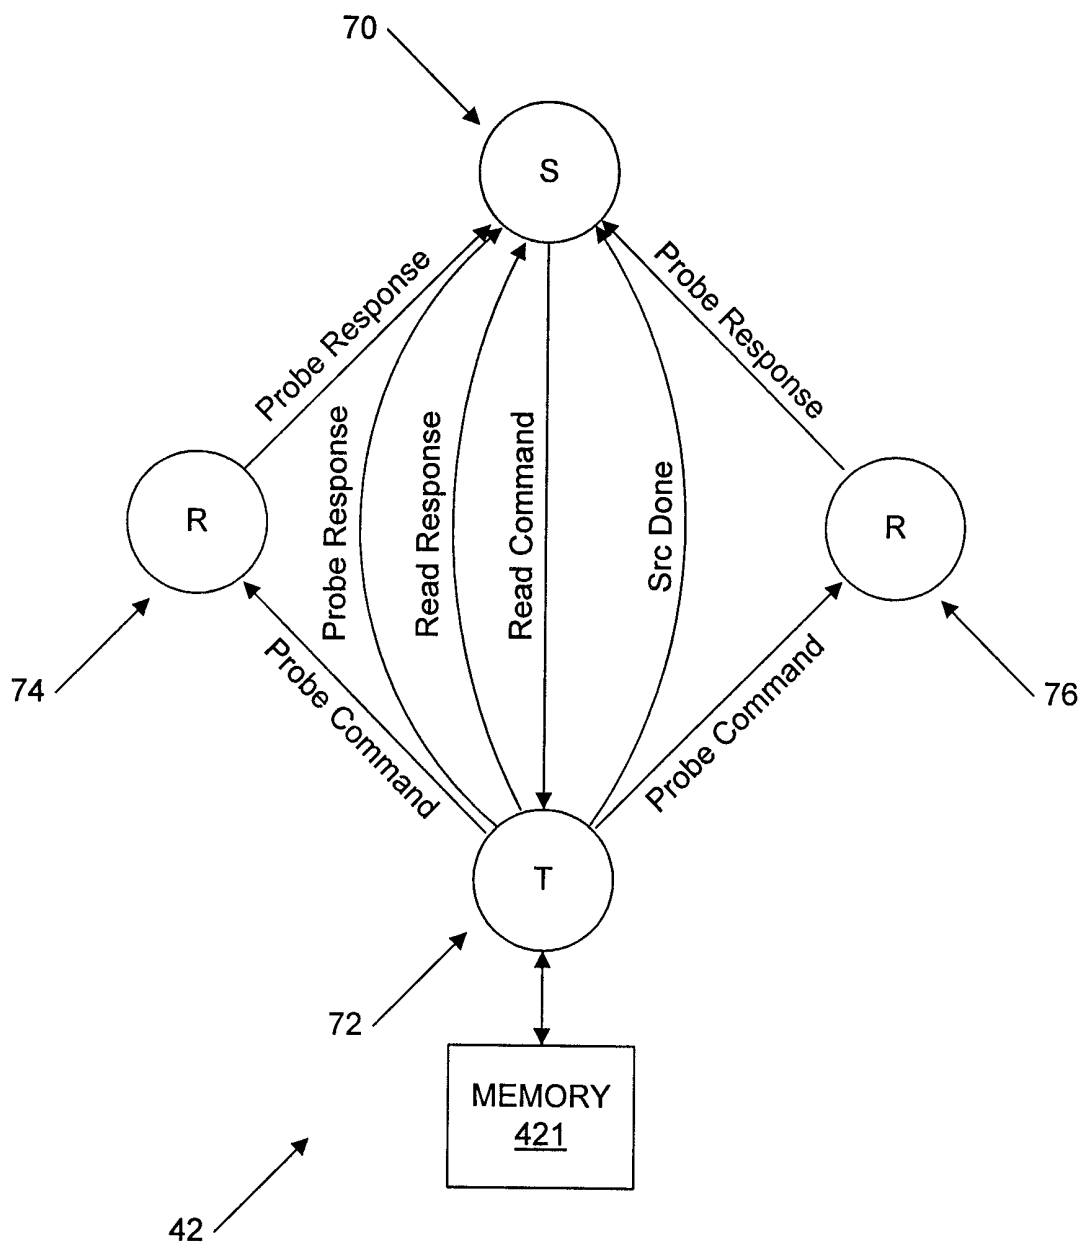 70
S
Probe Response
Probe Response
Probe Response
Read Response
Read Command
Src Done
R
R
74
76
Probe Command
Probe Command
T
72
MEMORY
421
42